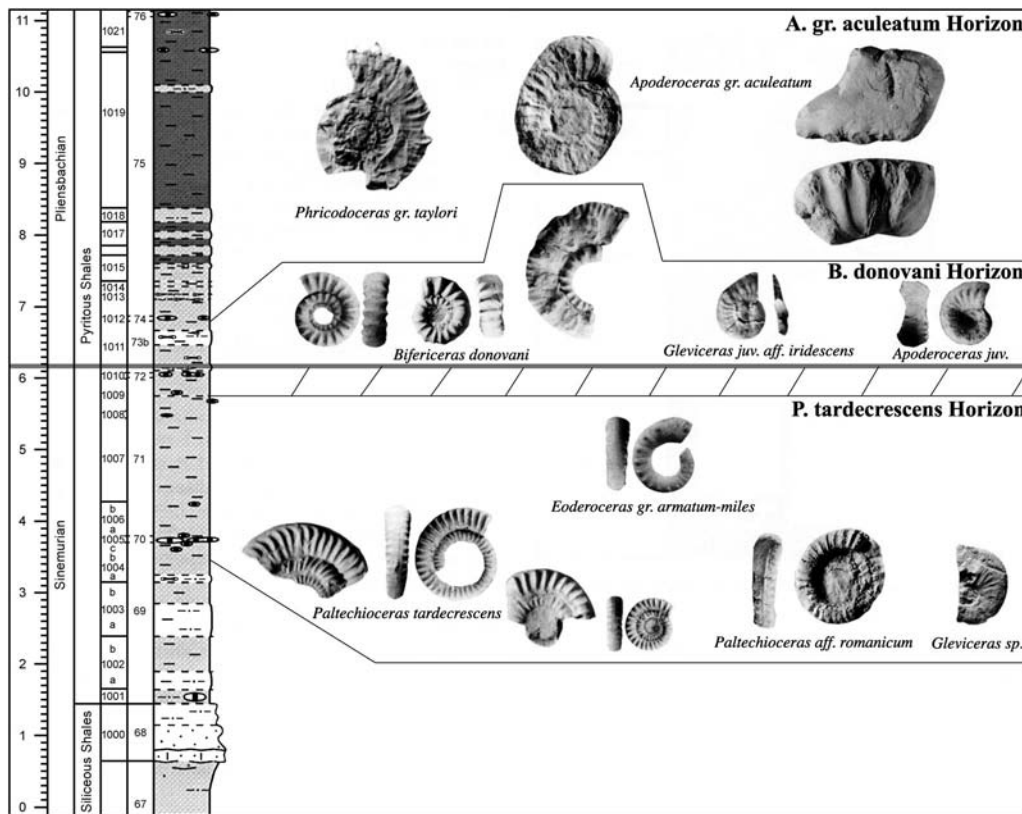 A. gr. aculeatum Horizon
Apoderoceras gr. aculeatum
Phricodoceras gr. taylori
B. donovani Horizon
Bifericeras donovani
Gleviceras juv. aff. iridescens
Apoderoceras juv.
P. tardecrescens Horizon
Eoderoceras gr. armatum-miles
Paltechioceras tardecrescens
Paltechioceras aff. romanicum
Gleviceras sp.
11
10
9
8
7
6
5
4
3
2
1
0
Pliensbachian
Sinemurian
Pyritous Shales
Siliceous Shales
1021
1019
1018
1017
1015
1014
1013
1012
1011
1010
1009
1008
1007
b
1006
a
1005
c
b
1004
a
b
1003
a
b
1002
a
1001
1000
76
75
74
73b
72
71
70
69
68
67